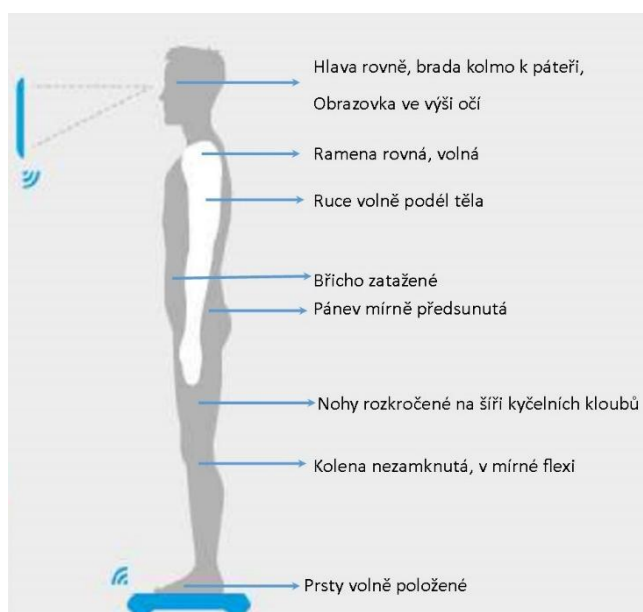 Hlava rovně, brada kolmo k páteři,
Obrazovka ve výši očí
Ramena rovná, volná
Ruce volně podél těla
Břicho zatažené
Pánev mírně předsunutá
Nohy rozkročené na šíři kyčelních kloubů
Kolena nezamknutá, v mírné flexi
Prsty volně položené